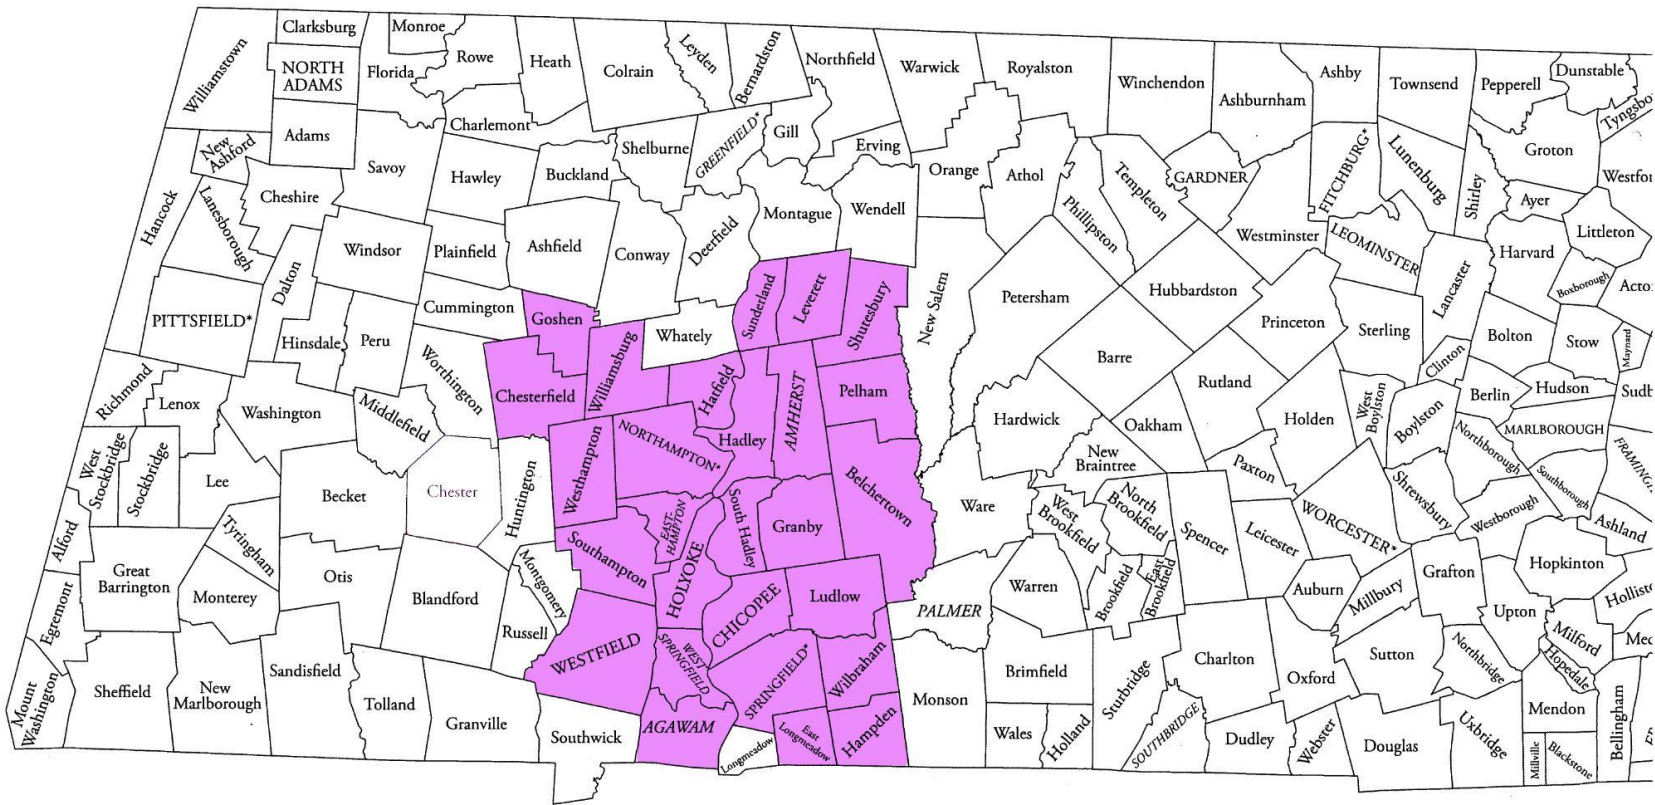 Clarksburg
Monroe
Williamstown
NORTH
ADAMS
Florida
Rowe
Heath
Colrain
Leyden
Bernardston
Northfield
Warwick
Royalston
Winchendon
Ashburnham
Ashby
Townsend
Pepperell
Dunstable
Tyngsbo
New
Ashford
Adams
Savoy
Charlemont
Hawley
Buckland
Shelburne
GREENFIELD*
Gill
Erving
Orange
Athol
Phillipston
Templeton
GARDNER
Westminster
FITCHBURG*
Lunenburg
Shirley
Groton
Ayer
Westfor
Littleton
Hancock
Lanesborough
Cheshire
Dalton
Windsor
Plainfield
Ashfield
Conway
Deerfield
Montague
Wendell
New Salem
Petersham
Hubbardston
Princeton
LEOMINSTER
Sterling
Lancaster
Harvard
Boxborough
Acto
PITTSFIELD*
Hinsdale
Peru
Cummington
Goshen
Williamsburg
Whately
Sunderland
Leverett
Shutesbury
Barre
Rutland
Holden
West
Boylston
Clinton
Bolton
Stow
Maynard
Richmond
Lenox
Washington
Middlefield
Worthington
Chesterfield
Hatfield
Hadley
AMHERST
Pelham
Hardwick
Oakham
Boylston
Berlin
Hudson
Sudb
MARLBOROUGH
West
Stockbridge
Stockbridge
Lee
Becket
Chester
Huntington
Westhampton
NORTHAMPTON*
EAST-
HAMPTON
South Hadley
Granby
Belchertown
Ware
New
Braintree
West
Brookfield
North
Brookfield
Spencer
Paxton
Leicester
WORCESTER*
Shrewsbury
Northborough
Southborough
Westborough
FRAMINGH
Ashland
Alford
Great
Barrington
Tyringham
Monterey
Otis
Blandford
Montgomery
Russell
Southampton
HOLYOKE
CHICOPEE
Ludlow
PALMER
Warren
Brookfield
East
Brookfield
Auburn
Millbury
Grafton
Upton
Hopkinton
Hollisto
Milford
Med
Hopedale
Egremont
Mount
Washington
Sheffield
New
Marlborough
Sandisfield
Tolland
Granville
WESTFIELD
WEST
SPRINGFIELD
SPRINGFIELD*
Wilbraham
Monson
Brimfield
Sturbridge
Charlton
Oxford
Sutton
Northbridge
Southwick
AGAWAM
Longmeadow
East
Longmeadow
Hampden
Wales
Holland
SOUTHBRIDGE
Dudley
Webster
Douglas
Uxbridge
Mendon
Millville
Blackstone
Bellingham